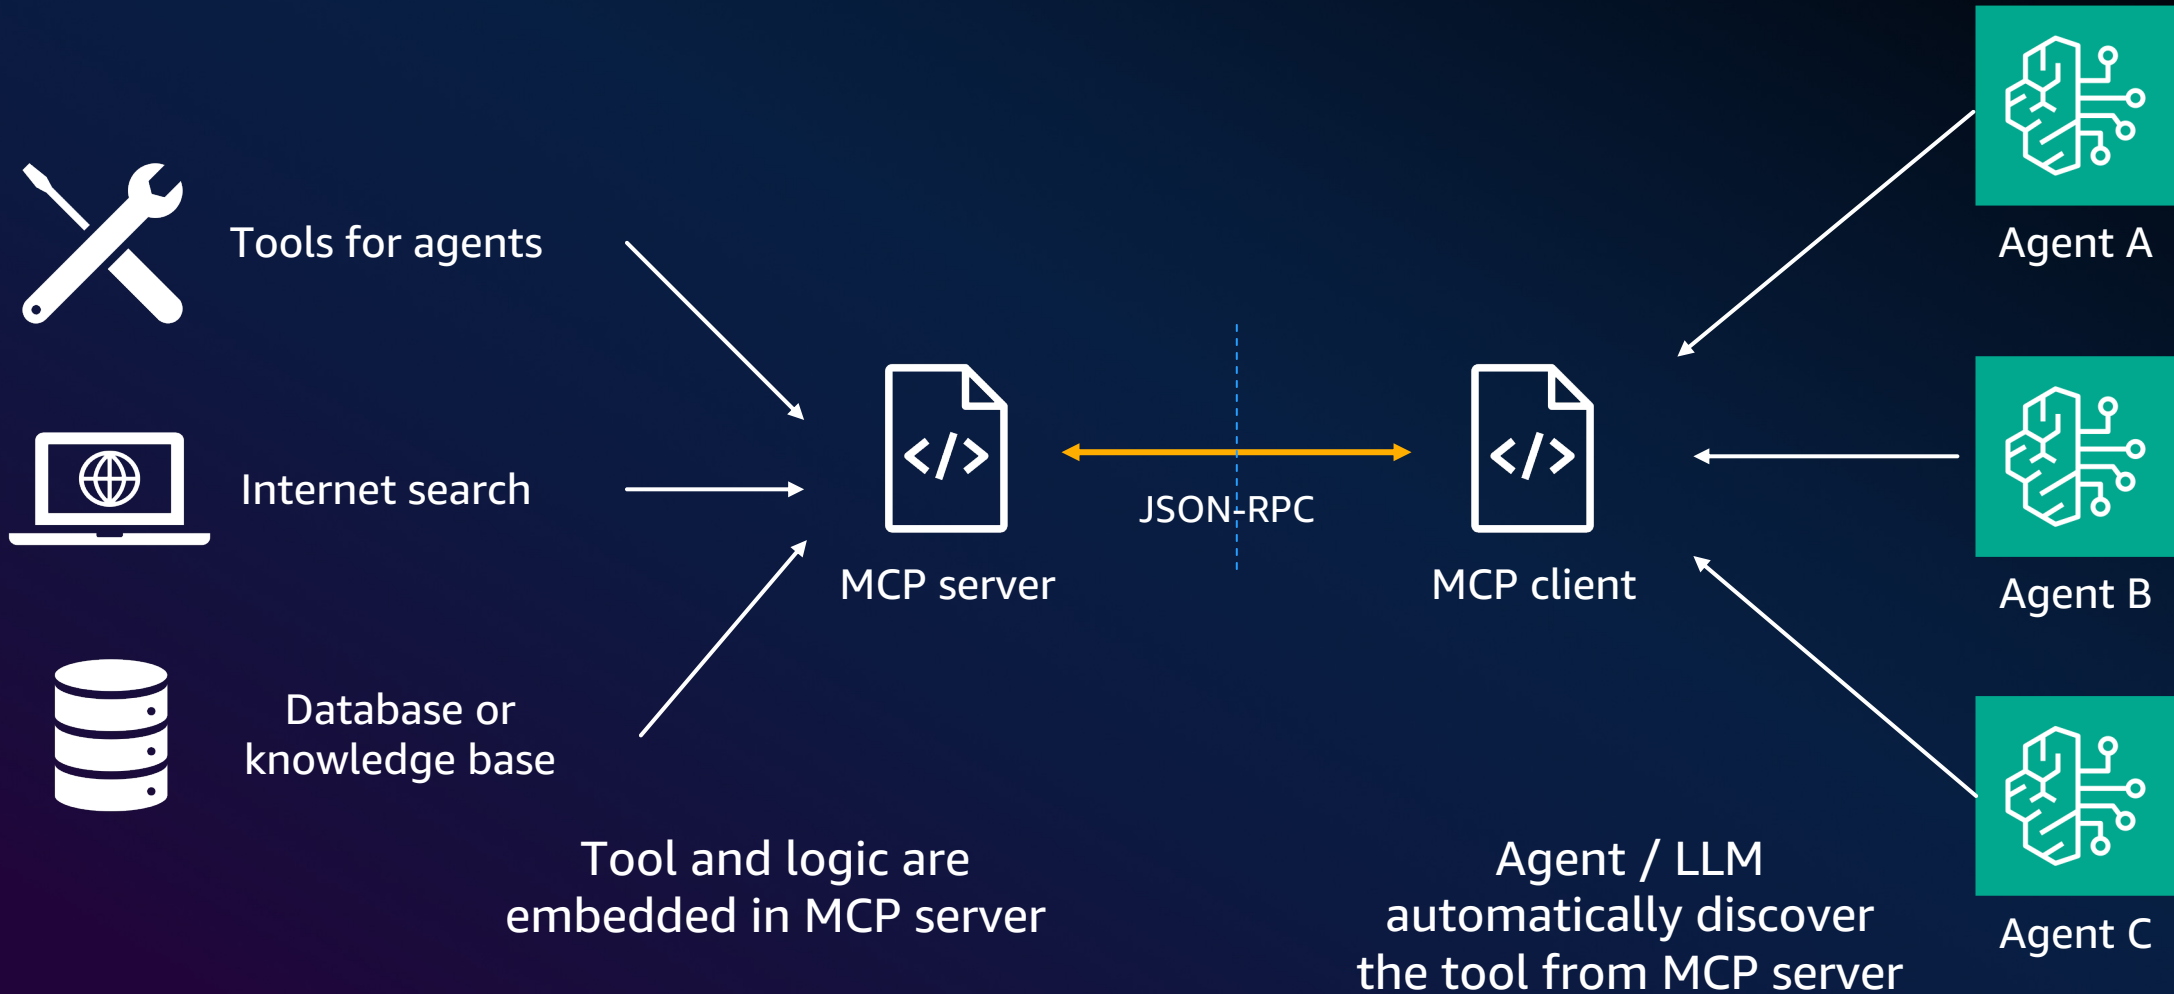 Tools for agents
Internet search
Database or
knowledge base
MCP server
JSON-RPC
MCP client
Agent A
Agent B
Agent C
Tool and logic are
embedded in MCP server
Agent / LLM
automatically discover
the tool from MCP server